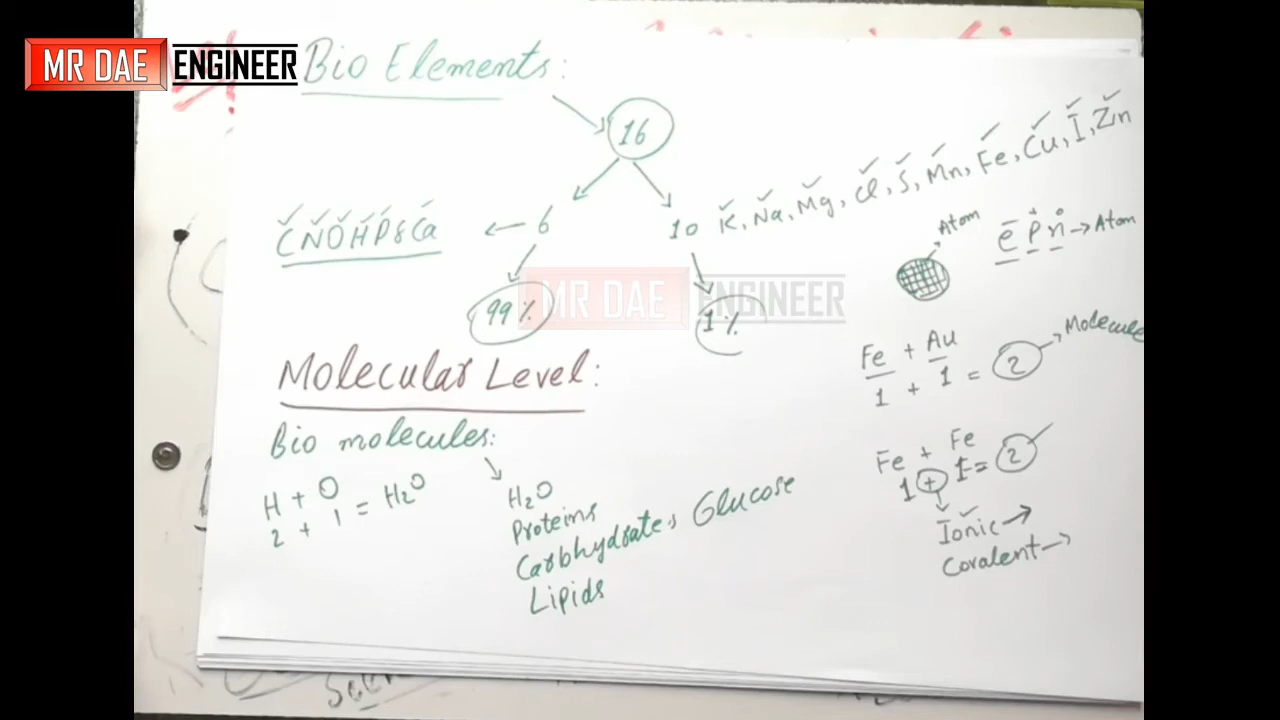 MR DAE ENGINEER
Bio Elements:
16
CNOHP&Ca ← 6
10 K, Na, Mg, Cl, S, Mn, Fe, Cu, I, Zn
99%
1%
MR DAE ENGINEER
Atom
e⁻ p⁺ n° → Atom
Fe + Au
1 + 1 = 2 → Molecule
Fe + Fe
1 + 1 = 2
Ionic →
Covalent →
Molecular Level:
Bio molecules:
H + O
2 + 1 = H₂O
H₂O
Proteins
Carbhydrate, Glucose
Lipids